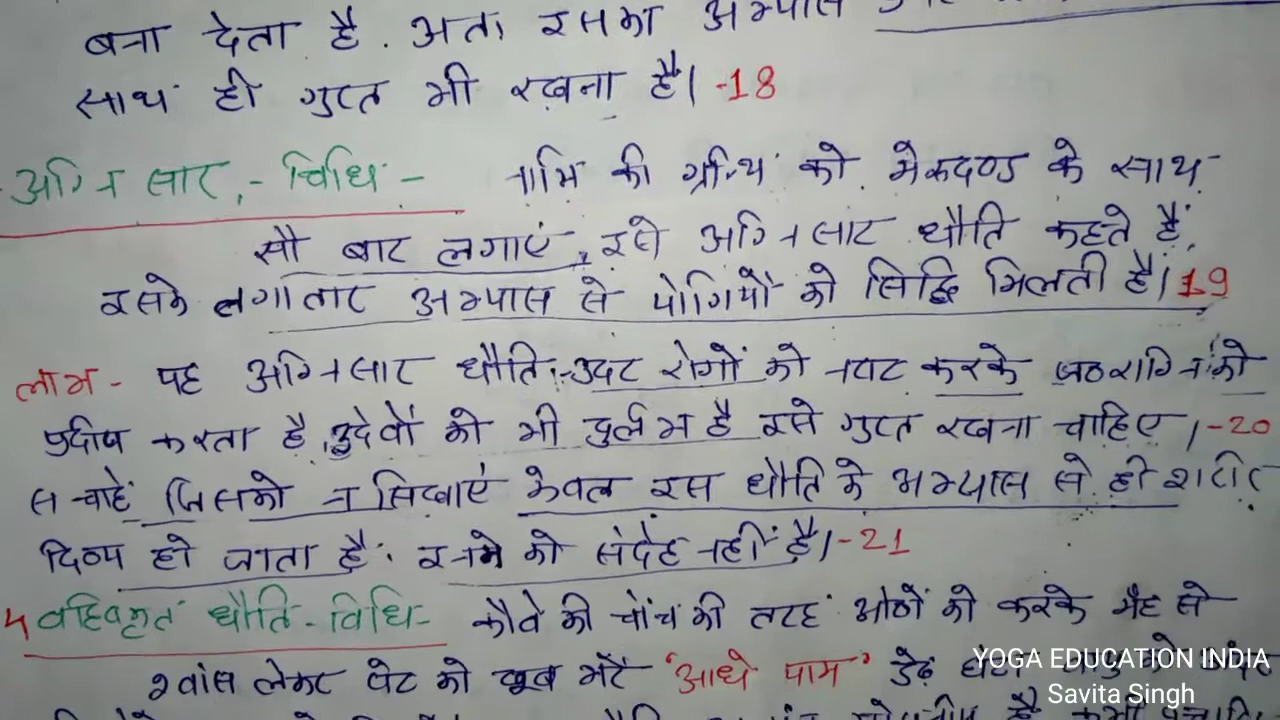 बना देता है. अतः इसका अभ्यास
साथ ही गुप्त भी रखना है। -18
अग्निसार,- विधि - नाभि की ग्रन्थि को मेरूदण्ड के साथ
सौ बार लगाएं, इसे अग्निसार धौति कहते हैं,
इसके लगातार अभ्यास से योगियों को सिद्धि मिलती है। 19
लाभ - यह अग्निसार धौति:- उदर रोगों को नष्ट करके जठराग्नि को
प्रदीप्त करता है, देवों को भी दुर्लभ है इसे गुप्त रखना चाहिए ।-20
चाहें जिसको न सिखाएं केवल इस धौति के अभ्यास से ही शरीर
दिव्य हो जाता है. इनमे को संदेह नहीं है।-21
4 वहिष्कृत धौति - विधि - कौवे की चोंच की तरह ओठों को करके मुँह से
श्वांस लेकर पेट को खूब भरें 'आधे याम' डेढ़ घंटा वायु को
YOGA EDUCATION INDIA
Savita Singh